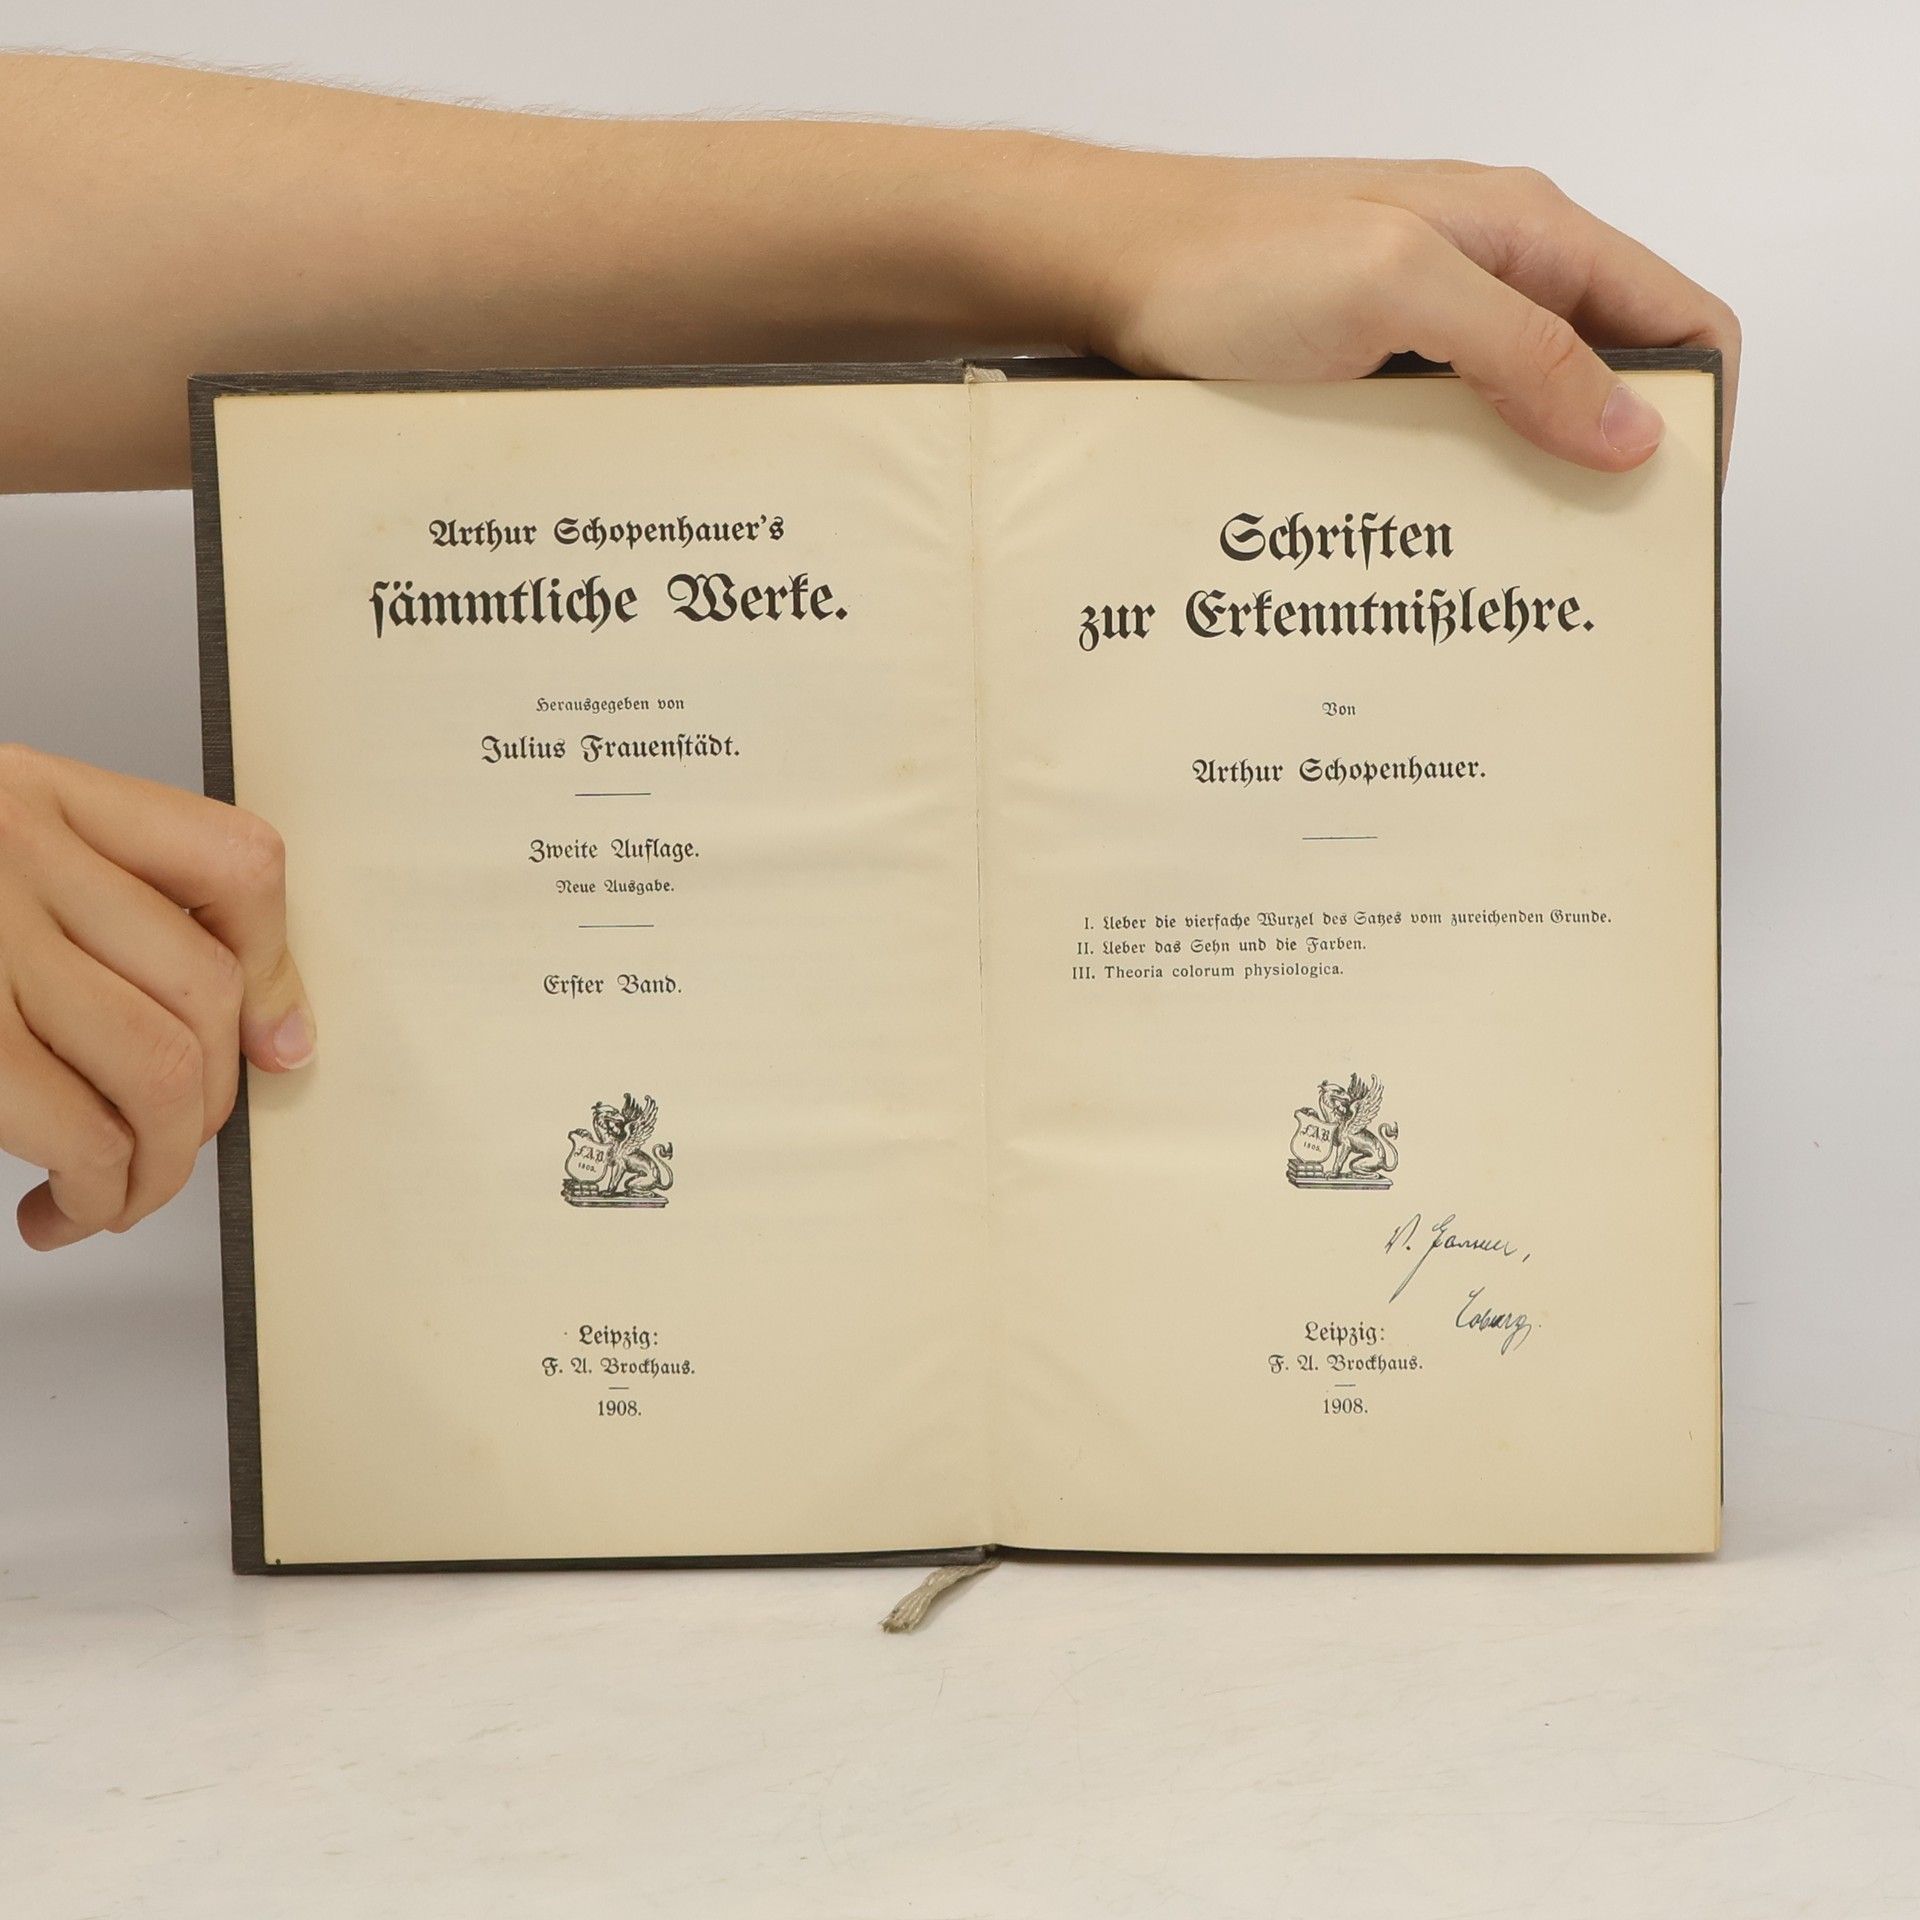 Arthur Schopenhauer's
sämmtliche Werke.
Herausgegeben von
Julius Frauenstädt.
Zweite Auflage.
Neue Ausgabe.
Erster Band.
F.A.B.
1805.
Leipzig:
F. A. Brockhaus.
1908.
Schriften
zur Erkenntnißlehre.
Von
Arthur Schopenhauer.
I. Ueber die vierfache Wurzel des Satzes vom zureichenden Grunde.
II. Ueber das Sehn und die Farben.
III. Theoria colorum physiologica.
F.A.B.
1805.
Coburg.
Leipzig:
F. A. Brockhaus.
1908.